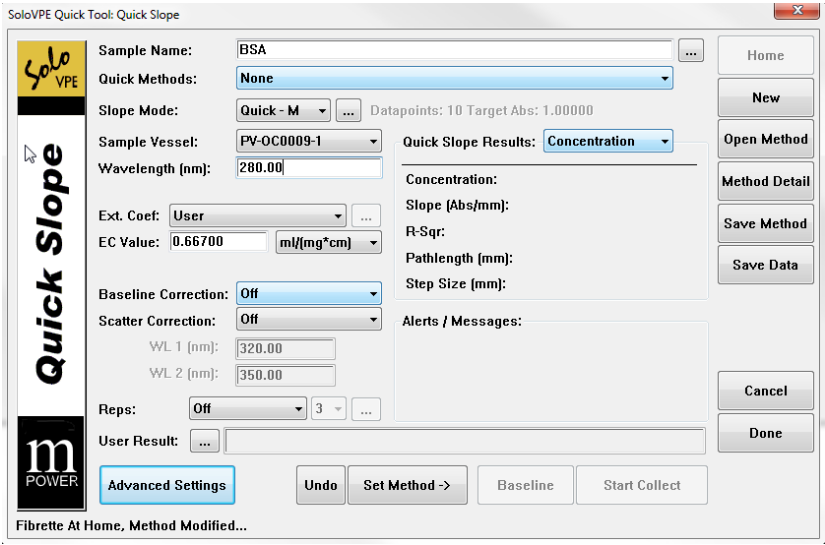 SoloVPE Quick Tool: Quick Slope
Solo VPE
Quick Slope
m
POWER
Sample Name: BSA ...
Quick Methods: None
Slope Mode: Quick - M ... Datapoints: 10 Target Abs: 1.00000
Sample Vessel: PV-OC0009-1
Wavelength (nm): 280.00
Ext. Coef: User ...
EC Value: 0.66700 ml/(mg*cm)
Baseline Correction: Off
Scatter Correction: Off
WL 1 (nm): 320.00
WL 2 (nm): 350.00
Reps: Off 3 ...
User Result: ...
Quick Slope Results: Concentration
Concentration:
Slope (Abs/mm):
R-Sqr:
Pathlength (mm):
Step Size (mm):
Alerts / Messages:
Home
New
Open Method
Method Detail
Save Method
Save Data
Cancel
Done
Advanced Settings Undo Set Method -> Baseline Start Collect
Fibrette At Home, Method Modified...